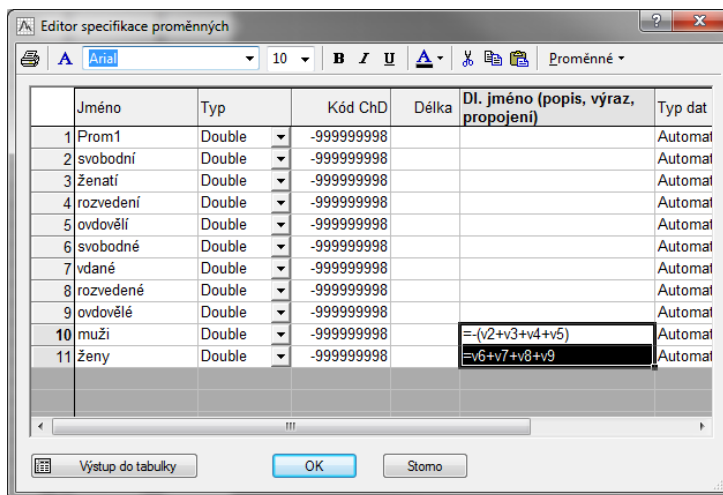 Editor specifikace proměnných
A Arial 10 B I U A Proměnné
Jméno Typ Kód ChD Délka Dl. jméno (popis, výraz, propojení) Typ dat
1 Prom1 Double -999999998 Automat
2 svobodní Double -999999998 Automat
3 ženatí Double -999999998 Automat
4 rozvedení Double -999999998 Automat
5 ovdovělí Double -999999998 Automat
6 svobodné Double -999999998 Automat
7 vdané Double -999999998 Automat
8 rozvedené Double -999999998 Automat
9 ovdovělé Double -999999998 Automat
10 muži Double -999999998 =-(v2+v3+v4+v5) Automat
11 ženy Double -999999998 =v6+v7+v8+v9 Automat
Výstup do tabulky OK Storno